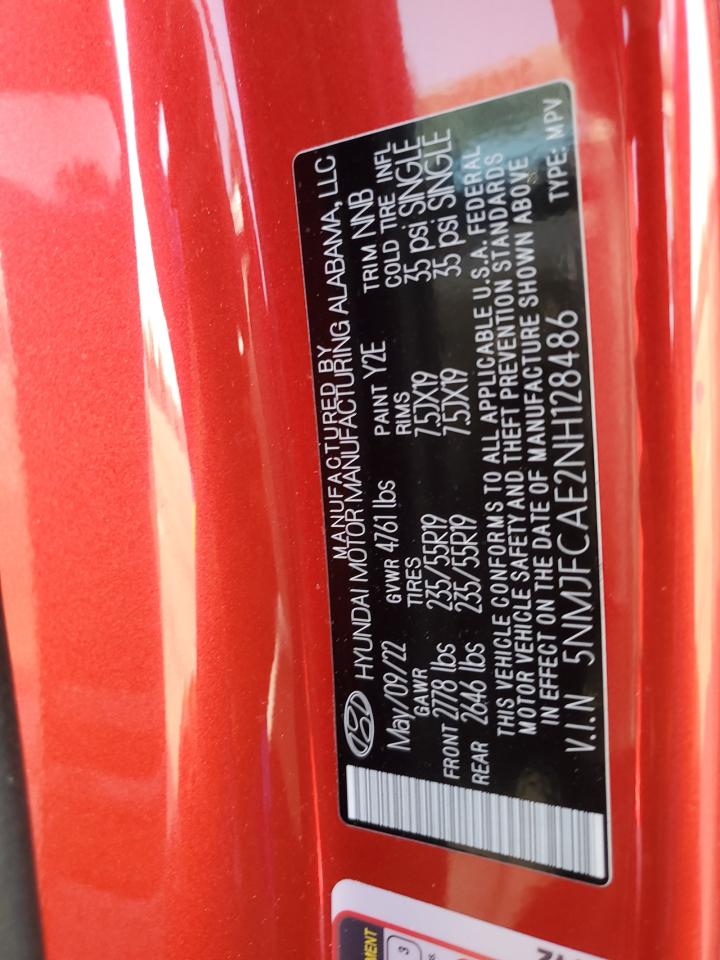 MANUFACTURED BY
HYUNDAI MOTOR MANUFACTURING ALABAMA, LLC
May/09/22 GVWR 4761 lbs PAINT Y2E TRIM NNB
GAWR TIRES RIMS COLD TIRE INFL
FRONT 2778 lbs 235/55R19 7.5JX19 35 psi SINGLE
REAR 2646 lbs 235/55R19 7.5JX19 35 psi SINGLE
THIS VEHICLE CONFORMS TO ALL APPLICABLE U.S.A. FEDERAL
MOTOR VEHICLE SAFETY AND THEFT PREVENTION STANDARDS
IN EFFECT ON THE DATE OF MANUFACTURE SHOWN ABOVE
V.I.N 5NMJFCAE2NH128486 TYPE: MPV
MENT
3